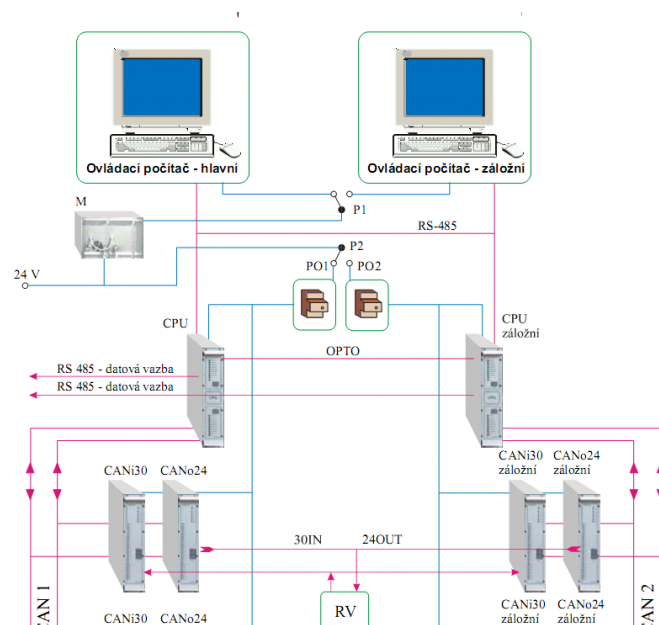 Ovládací počítač - hlavní
Ovládací počítač - záložní
M
P1
RS-485
P2
24 V
PO1
PO2
CPU
CPU
záložní
OPTO
RS 485 - datová vazba
RS 485 - datová vazba
CANi30
CANo24
CANi30
záložní
CANo24
záložní
30IN
24OUT
RV
CANi30
CANo24
CANi30
záložní
CANo24
záložní
AN 1
AN 2